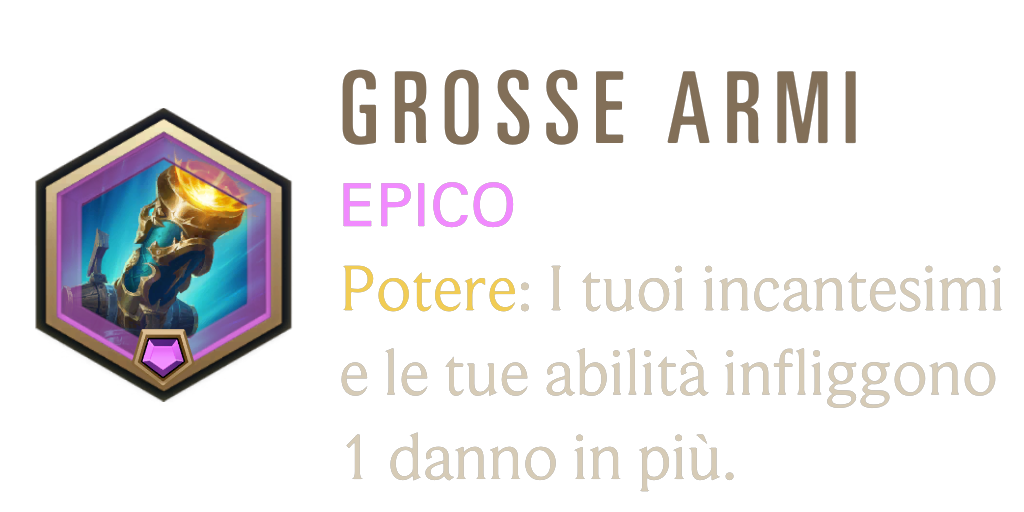 GROSSE ARMI
EPICO
Potere: I tuoi incantesimi
e le tue abilità infliggono
1 danno in più.